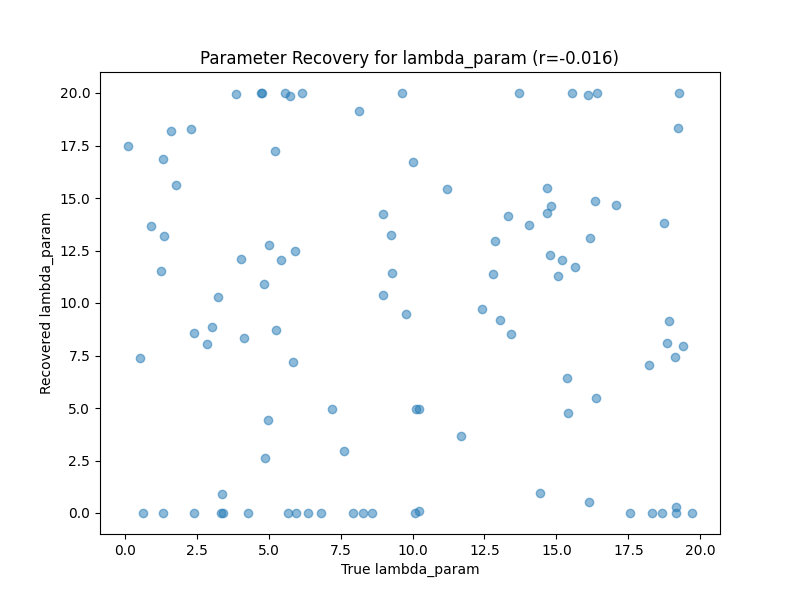 Parameter Recovery for lambda_param (r=-0.016)
20.0
17.5
15.0
12.5
10.0
7.5
5.0
2.5
0.0
Recovered lambda_param
0.0 2.5 5.0 7.5 10.0 12.5 15.0 17.5 20.0
True lambda_param